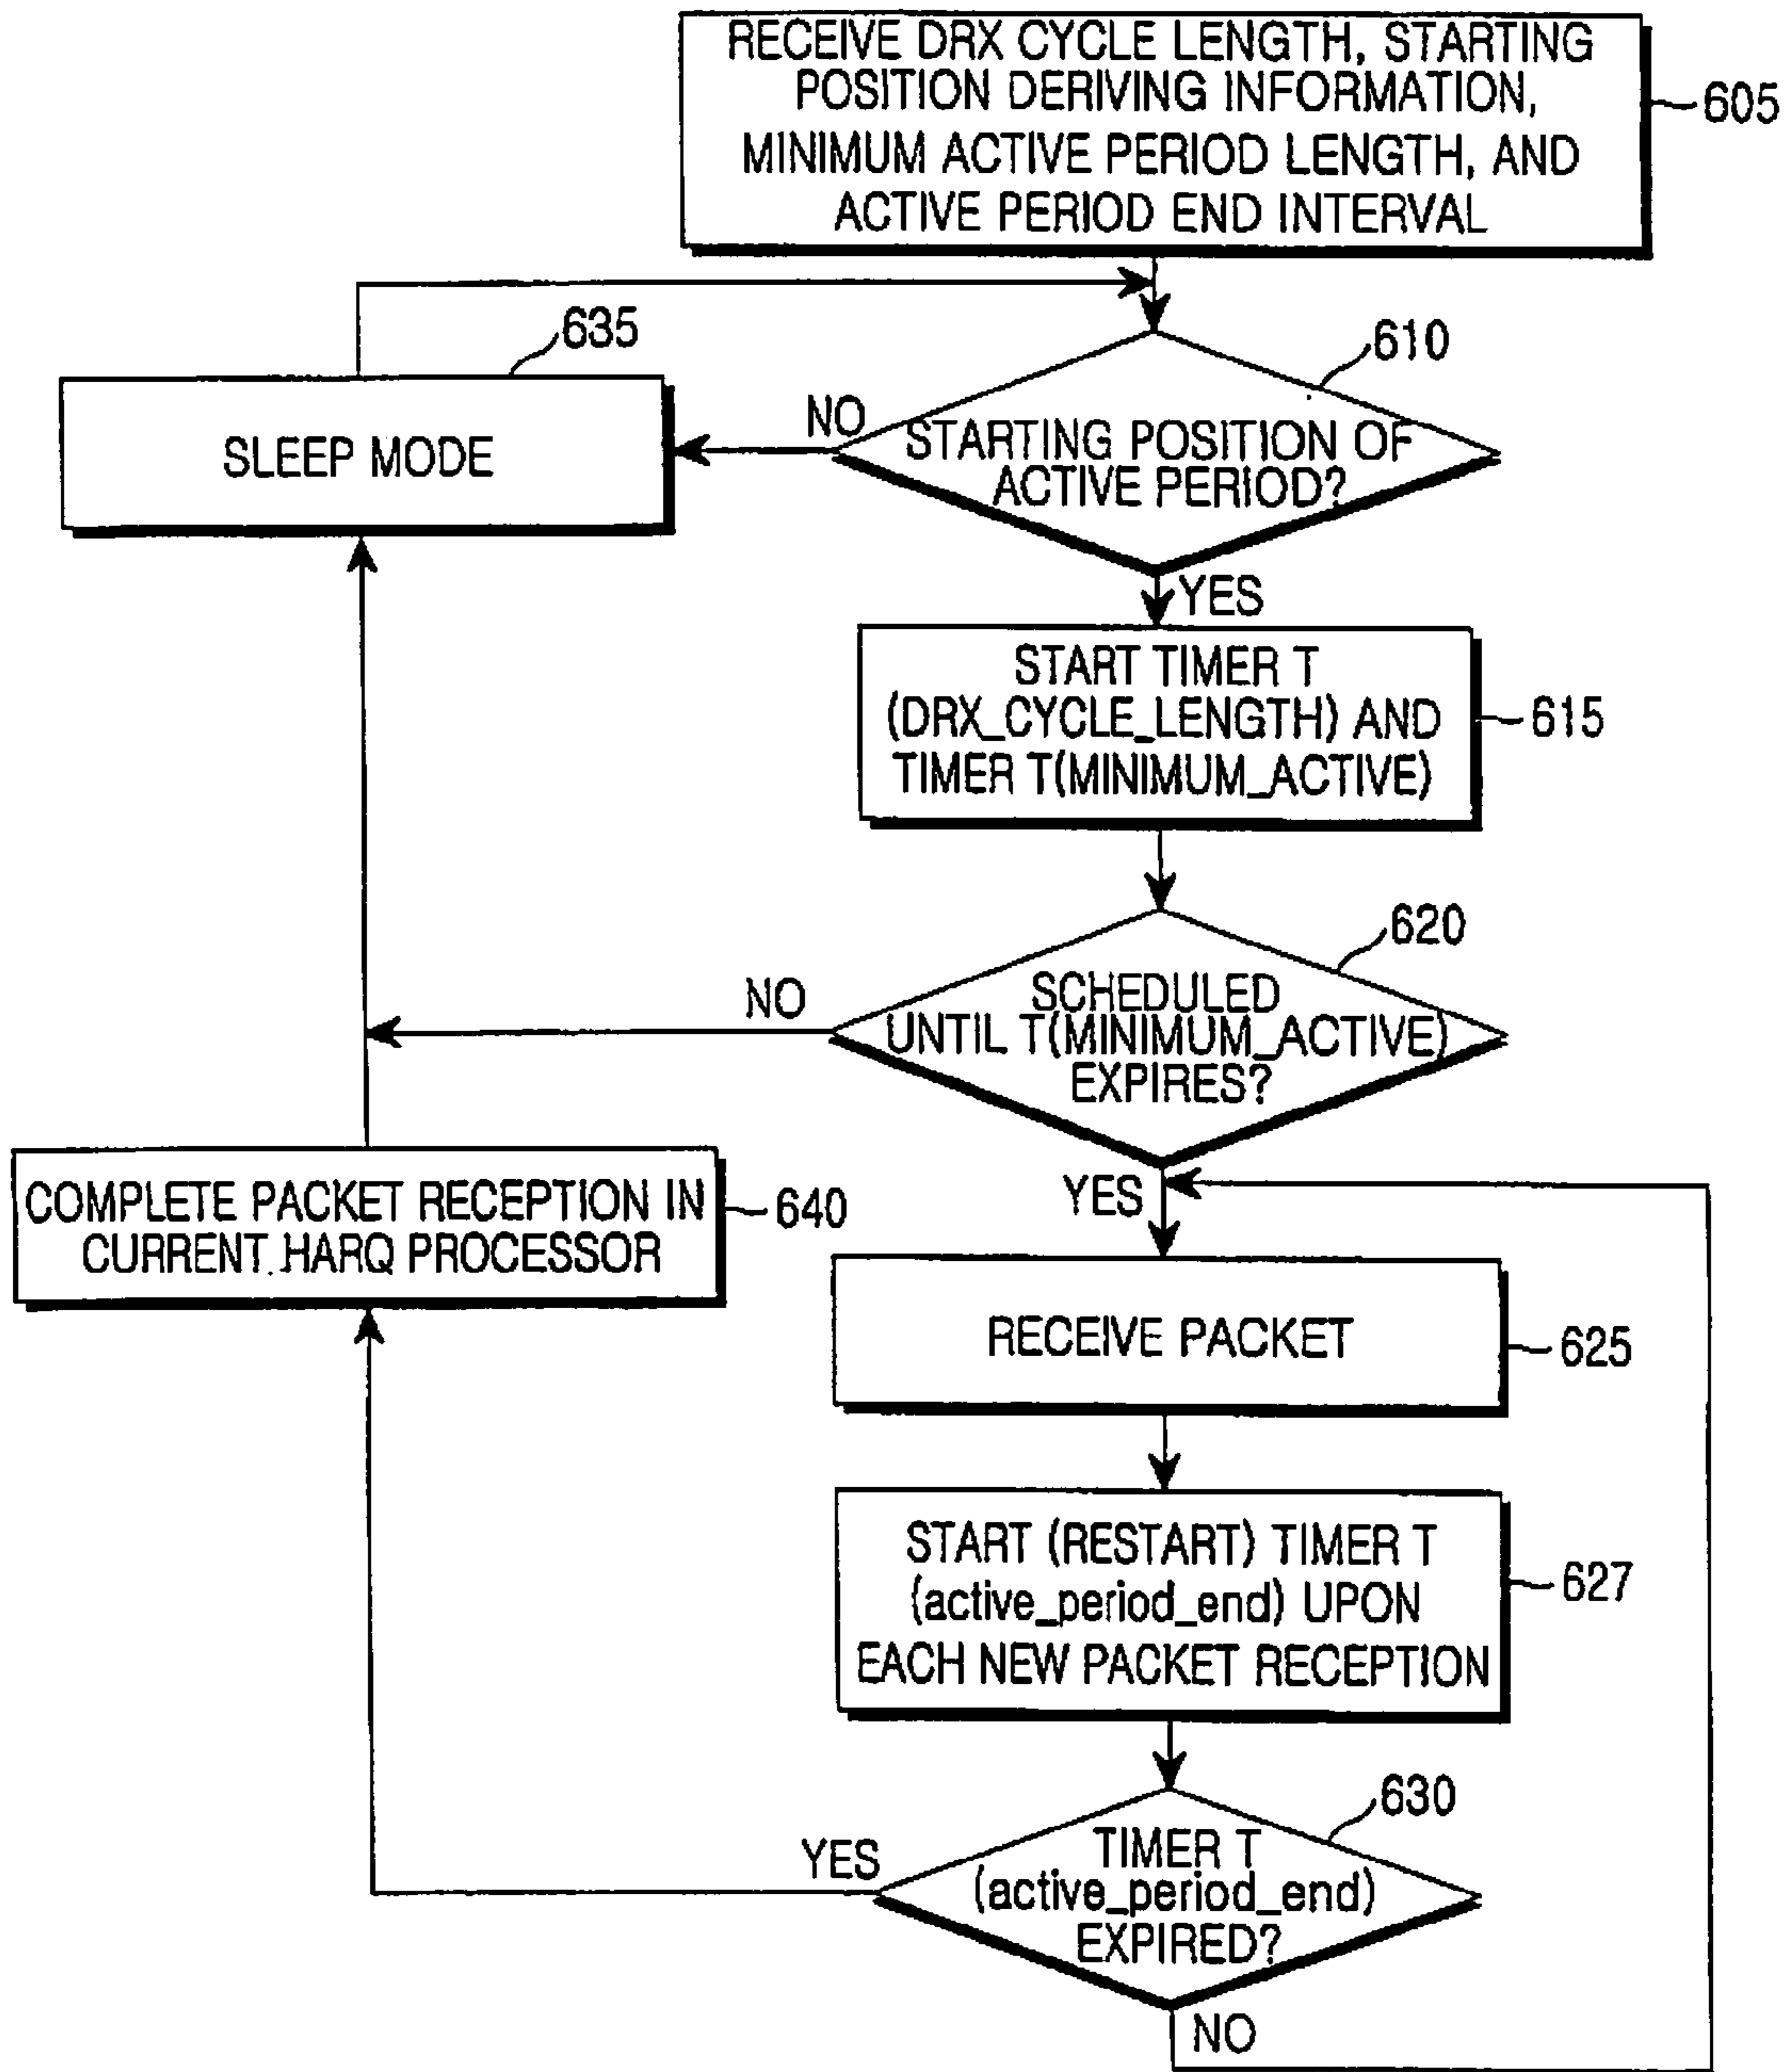 RECEIVE DRX CYCLE LENGTH, STARTING
POSITION DERIVING INFORMATION,
MINIMUM ACTIVE PERIOD LENGTH, AND
ACTIVE PERIOD END INTERVAL
605
635
SLEEP MODE
610
NO
STARTING POSITION OF
ACTIVE PERIOD?
YES
START TIMER T
(DRX_CYCLE_LENGTH) AND
TIMER T(MINIMUM_ACTIVE)
615
620
NO
SCHEDULED
UNTIL T(MINIMUM_ACTIVE)
EXPIRES?
YES
COMPLETE PACKET RECEPTION IN
CURRENT HARQ PROCESSOR
640
RECEIVE PACKET
625
START (RESTART) TIMER T
(active_period_end) UPON
EACH NEW PACKET RECEPTION
627
630
YES
TIMER T
(active_period_end)
EXPIRED?
NO